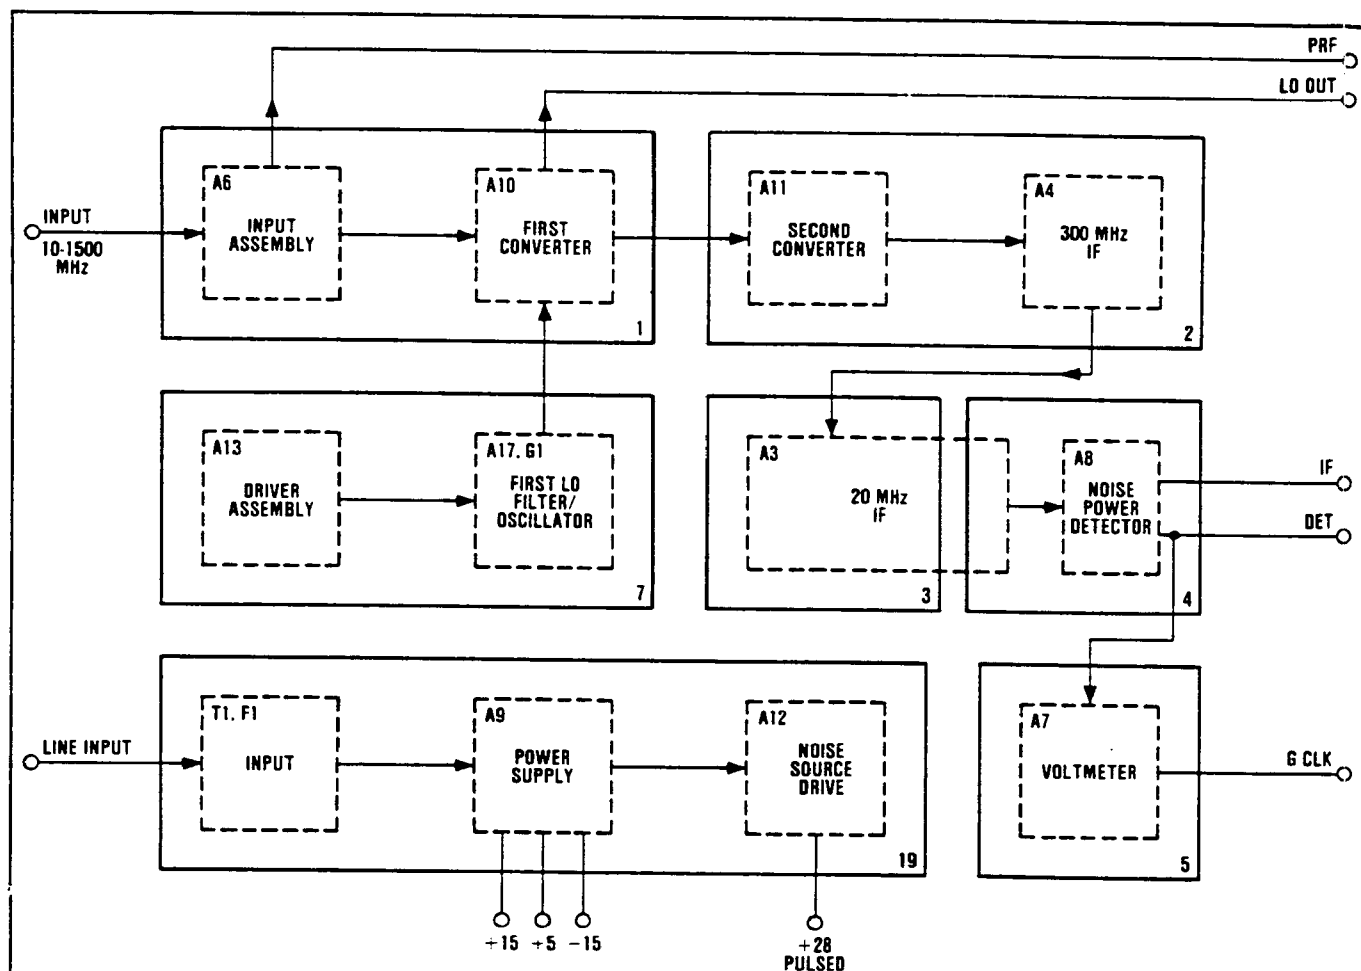 PRF
LO OUT
A6
INPUT
ASSEMBLY
A10
FIRST
CONVERTER
1
A11
SECOND
CONVERTER
A4
300 MHz
IF
2
INPUT
10-1500
MHz
A13
DRIVER
ASSEMBLY
A17, G1
FIRST LO
FILTER/
OSCILLATOR
7
A3
20 MHz
IF
3
A8
NOISE
POWER
DETECTOR
4
IF
DET
LINE INPUT
T1, F1
INPUT
A9
POWER
SUPPLY
A12
NOISE
SOURCE
DRIVE
19
A7
VOLTMETER
5
G CLK
+15
+5
-15
+28
PULSED